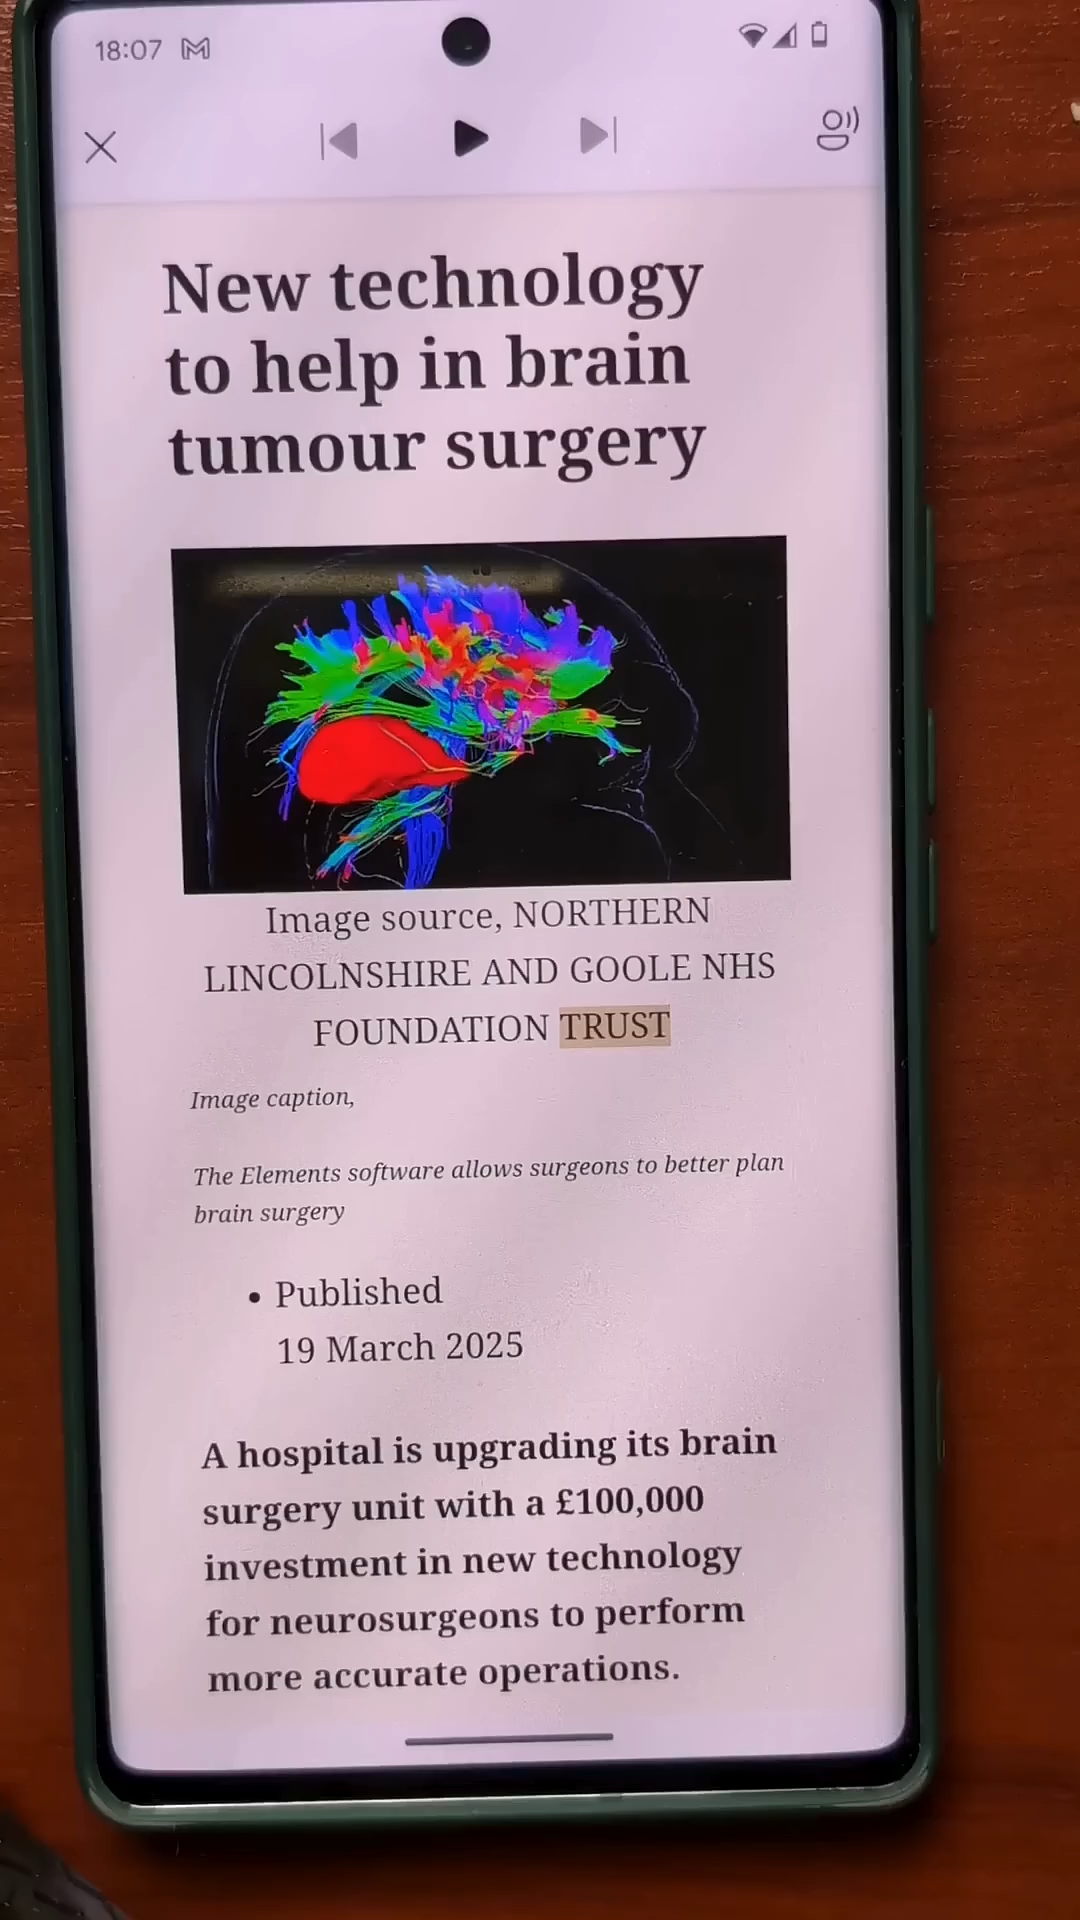 18:07
New technology
to help in brain
tumour surgery
Image source, NORTHERN
LINCOLNSHIRE AND GOOLE NHS
FOUNDATION TRUST
Image caption,
The Elements software allows surgeons to better plan
brain surgery
• Published
19 March 2025
A hospital is upgrading its brain
surgery unit with a £100,000
investment in new technology
for neurosurgeons to perform
more accurate operations.